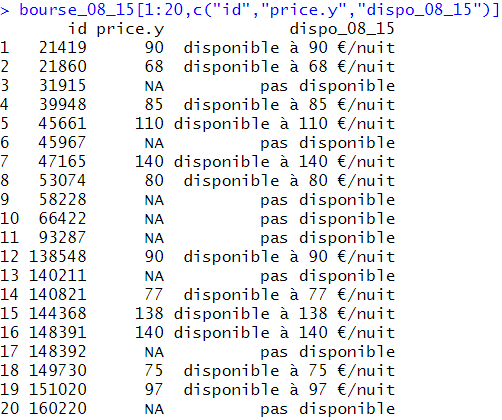 > bourse_08_15[1:20,c("id","price.y","dispo_08_15")]
id price.y dispo_08_15
1 21419 90 disponible à 90 €/nuit
2 21860 68 disponible à 68 €/nuit
3 31915 NA pas disponible
4 39948 85 disponible à 85 €/nuit
5 45661 110 disponible à 110 €/nuit
6 45967 NA pas disponible
7 47165 140 disponible à 140 €/nuit
8 53074 80 disponible à 80 €/nuit
9 58228 NA pas disponible
10 66422 NA pas disponible
11 93287 NA pas disponible
12 138548 90 disponible à 90 €/nuit
13 140211 NA pas disponible
14 140821 77 disponible à 77 €/nuit
15 144368 138 disponible à 138 €/nuit
16 148391 140 disponible à 140 €/nuit
17 148392 NA pas disponible
18 149730 75 disponible à 75 €/nuit
19 151020 97 disponible à 97 €/nuit
20 160220 NA pas disponible